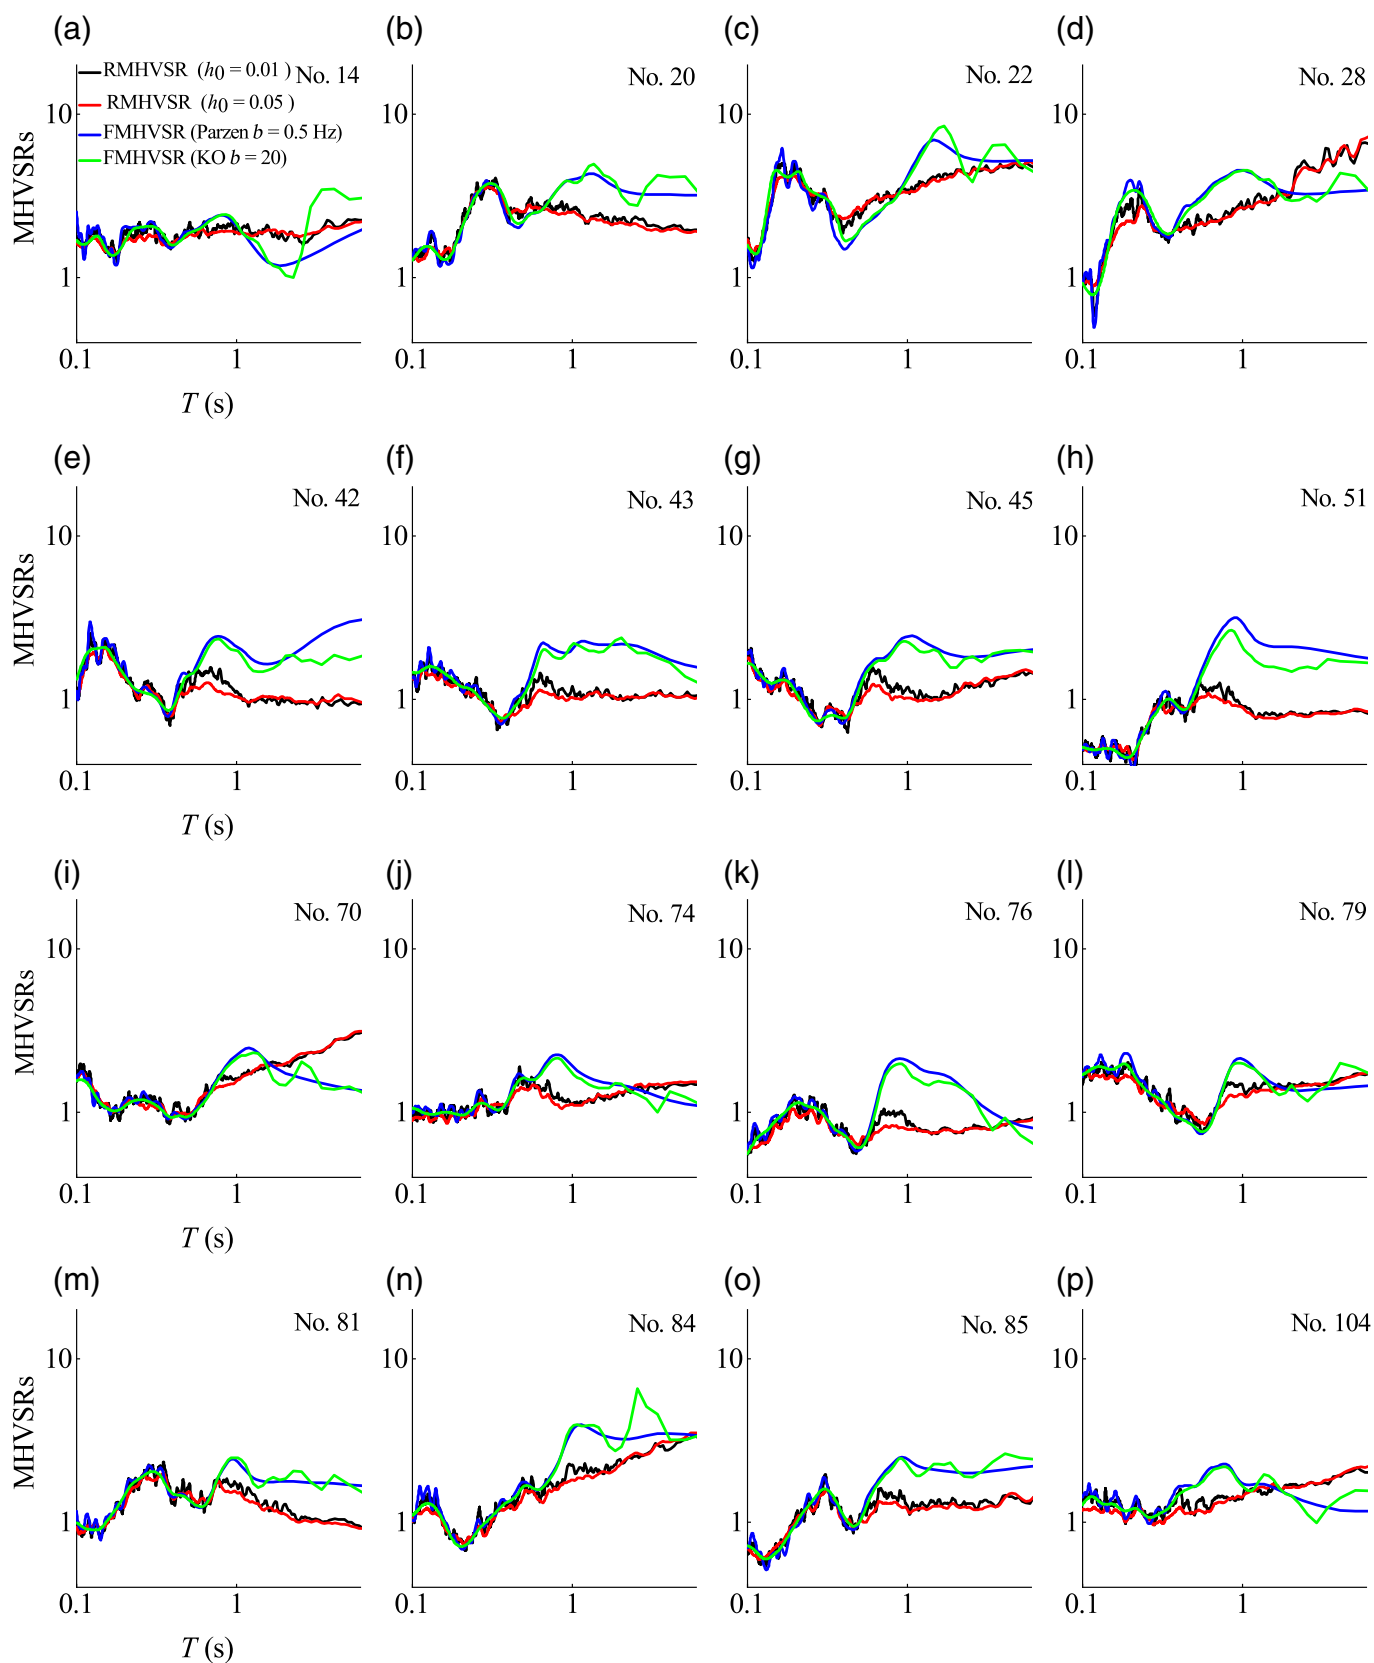 (a) (b) (c) (d)
RMHVSR (h0 = 0.01 )
RMHVSR (h0 = 0.05 )
FMHVSR (Parzen b = 0.5 Hz)
FMHVSR (KO b = 20)
No. 14 No. 20 No. 22 No. 28
MHVSRs
10 10 10 10
1 1 1 1
0.1 1 0.1 1 0.1 1 0.1 1
T (s)
(e) (f) (g) (h)
No. 42 No. 43 No. 45 No. 51
MHVSRs
10 10 10 10
1 1 1 1
0.1 1 0.1 1 0.1 1 0.1 1
T (s)
(i) (j) (k) (l)
No. 70 No. 74 No. 76 No. 79
MHVSRs
10 10 10 10
1 1 1 1
0.1 1 0.1 1 0.1 1 0.1 1
T (s)
(m) (n) (o) (p)
No. 81 No. 84 No. 85 No. 104
MHVSRs
10 10 10 10
1 1 1 1
0.1 1 0.1 1 0.1 1 0.1 1
T (s)